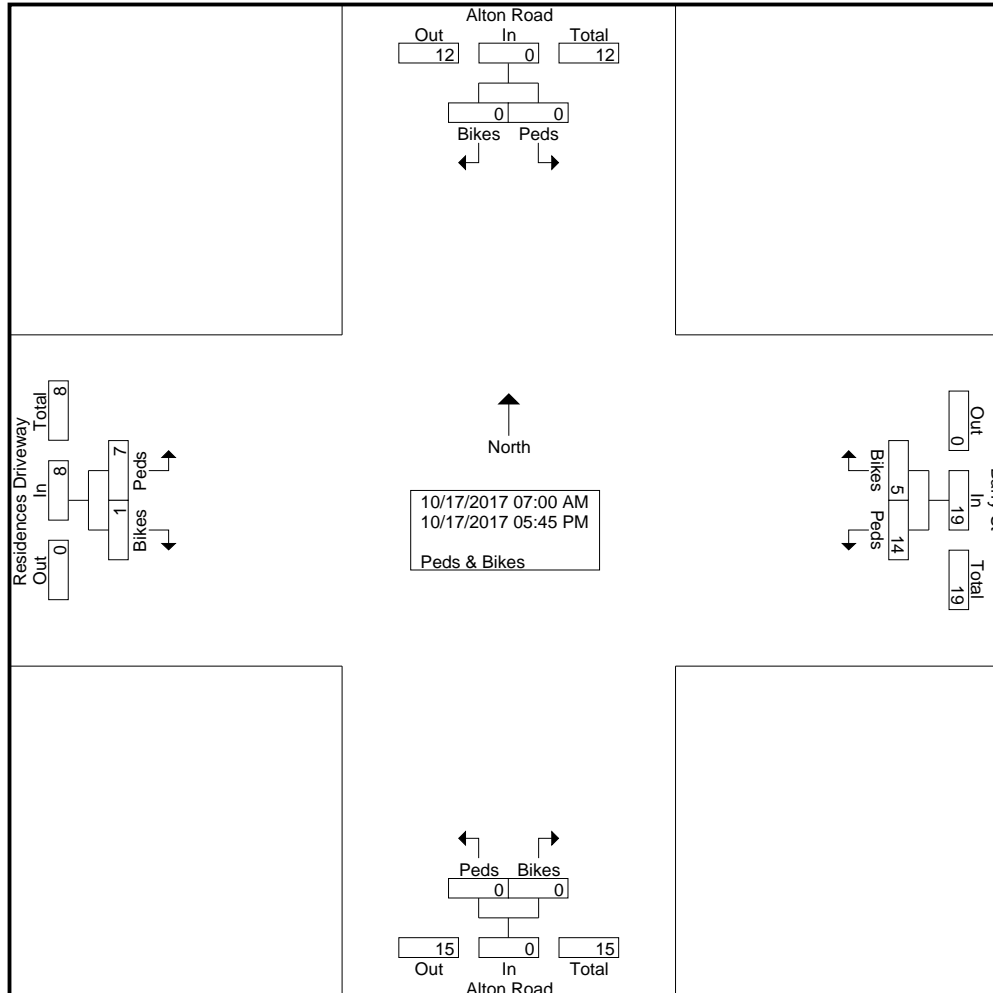 Alton Road
Out In Total
12 0 12
0 0
Bikes Peds
Residences Driveway
Total In Out
8 8 0
7 1
Peds Bikes
North
10/17/2017 07:00 AM
10/17/2017 05:45 PM
Peds & Bikes
Bikes Peds
5 14
Out In Total
0 19 19
Peds Bikes
0 0
15 0 15
Out In Total
Alton Road